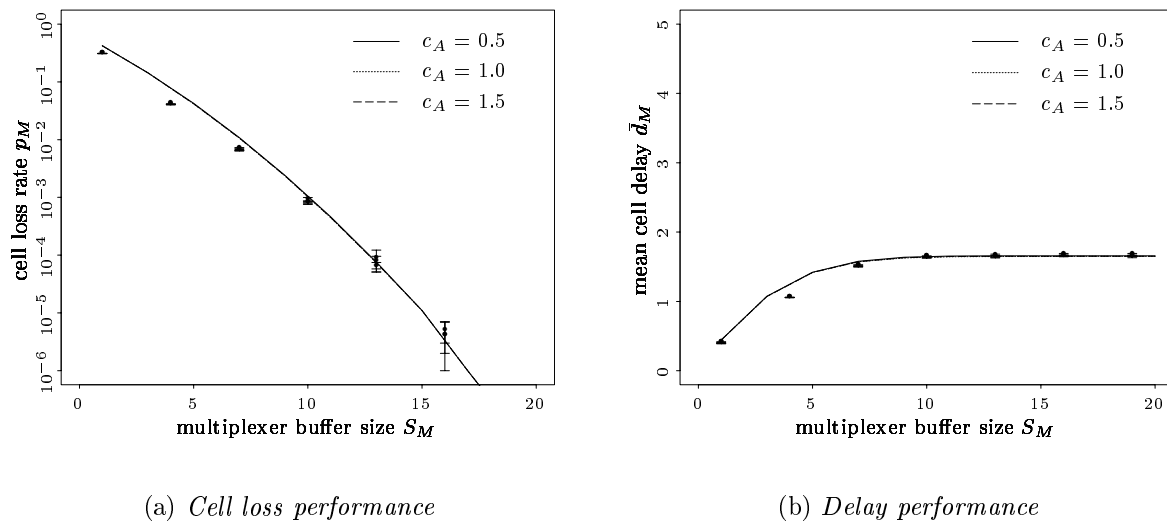 10⁰
10⁻¹
10⁻²
10⁻³
10⁻⁴
10⁻⁵
10⁻⁶
cell loss rate p_M
c_A = 0.5
c_A = 1.0
c_A = 1.5
0 5 10 15 20
multiplexer buffer size S_M
(a) Cell loss performance
5
4
3
2
1
0
mean cell delay d̄_M
c_A = 0.5
c_A = 1.0
c_A = 1.5
0 5 10 15 20
multiplexer buffer size S_M
(b) Delay performance